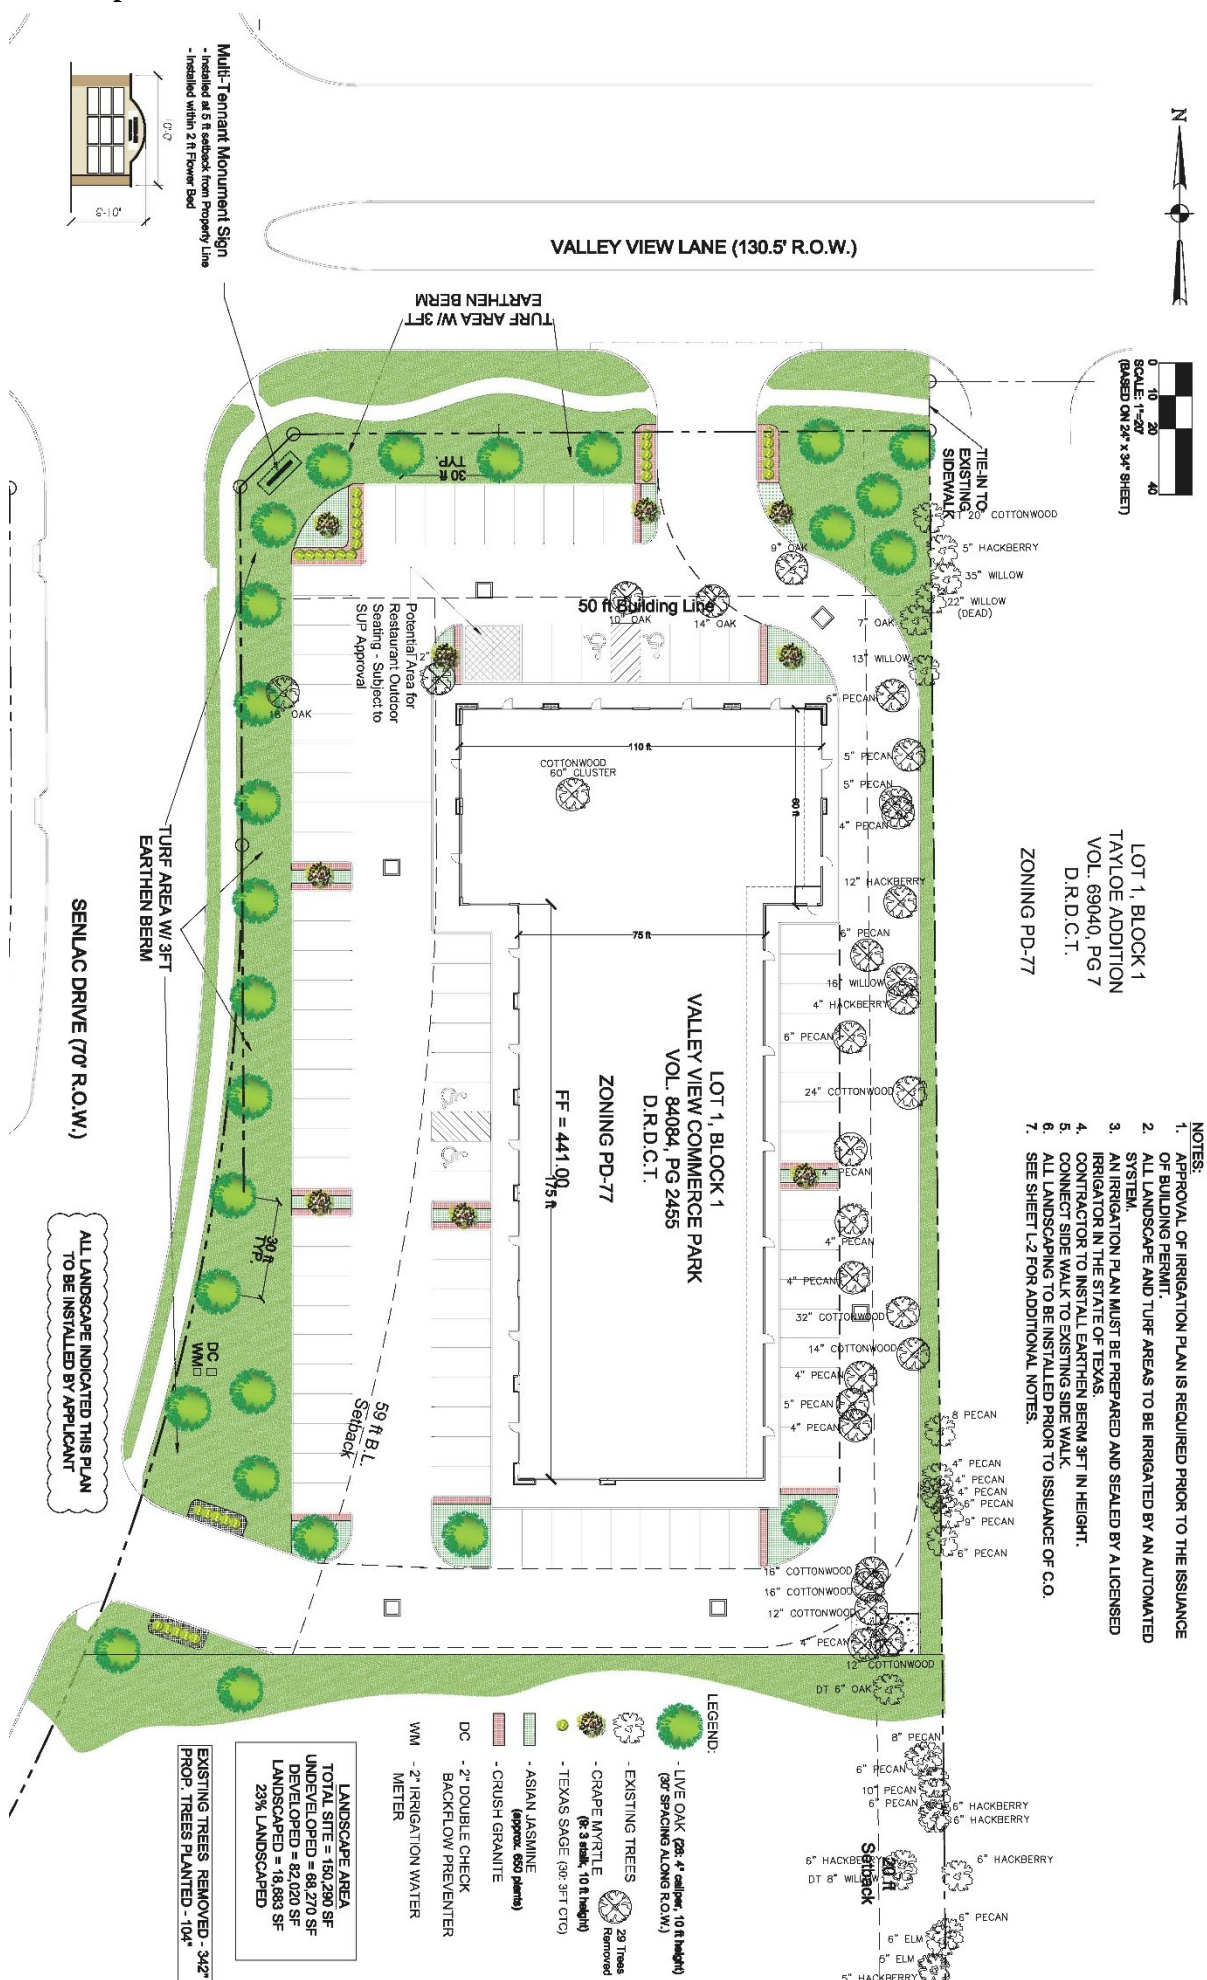 Multi-Tennant Monument Sign
- Installed at 5 ft setback from Property Line
- Installed within 2 ft Flower Bed
10'-0"
VALLEY VIEW LANE (130.5' R.O.W.)
N
0 10 20 40
SCALE: 1"=20'
(BASED ON 24" x 34" SHEET)
TURF AREA W/ 3FT
EARTHEN BERM
TIE-IN TO
EXISTING
SIDEWALK
30 ft
TYP.
20" COTTONWOOD
5" HACKBERRY
35" WILLOW
22" WILLOW
(DEAD)
9" OAK
50 ft Building Line
10" OAK
14" OAK
7" OAK
13" WILLOW
Potential Area for
Restaurant Outdoor
Seating - Subject to
SUP Approval
12"
18" OAK
6" PECAN
110 ft
60 ft
COTTONWOOD
60" CLUSTER
5" PECAN
5" PECAN
4" PECAN
12" HACKBERRY
75 ft
6" PECAN
16" WILLOW
4" HACKBERRY
6" PECAN
24" COTTONWOOD
LOT 1, BLOCK 1
TAYLOE ADDITION
VOL. 69040, PG 7
D.R.D.C.T.
ZONING PD-77
TURF AREA W/ 3FT
EARTHEN BERM
SENLAC DRIVE (70' R.O.W.)
LOT 1, BLOCK 1
VALLEY VIEW COMMERCE PARK
VOL. 84084, PG 2455
D.R.D.C.T.
ZONING PD-77
FF = 441.00
175 ft
4" PECAN
4" PECAN
4" PECAN
32" COTTONWOOD
14" COTTONWOOD
4" PECAN
5" PECAN
4" PECAN
30 ft
TYP.
DC
WM
59 ft B.L.
Setback
ALL LANDSCAPE INDICATED THIS PLAN
TO BE INSTALLED BY APPLICANT
NOTES:
1. APPROVAL OF IRRIGATION PLAN IS REQUIRED PRIOR TO THE ISSUANCE
OF BUILDING PERMIT.
2. ALL LANDSCAPE AND TURF AREAS TO BE IRRIGATED BY AN AUTOMATED
SYSTEM.
3. AN IRRIGATION PLAN MUST BE PREPARED AND SEALED BY A LICENSED
IRRIGATOR IN THE STATE OF TEXAS.
4. CONTRACTOR TO INSTALL EARTHEN BERM 3FT IN HEIGHT.
5. CONNECT SIDE WALK TO EXISTING SIDE WALK.
6. ALL LANDSCAPING TO BE INSTALLED PRIOR TO ISSUANCE OF C.O.
7. SEE SHEET L-2 FOR ADDITIONAL NOTES.
8 PECAN
4" PECAN
4" PECAN
4" PECAN
6" PECAN
9" PECAN
6" PECAN
16" COTTONWOOD
16" COTTONWOOD
12" COTTONWOOD
4" PECAN
12" COTTONWOOD
DT 6" OAK
8" PECAN
6" PECAN
10" PECAN
6" PECAN
6" HACKBERRY
6" HACKBERRY
DT 8" WILLOW
6" HACKBERRY
20 ft
Setback
6" PECAN
6" ELM
5" ELM
5" HACKBERRY
LEGEND:
- LIVE OAK (28: 4" caliper, 10 ft height)
(30' SPACING ALONG R.O.W.)
- EXISTING TREES
29 Trees
Removed
- CRAPE MYRTLE
(9: 3 stalk, 10 ft height)
- TEXAS SAGE (30: 3FT CTC)
- ASIAN JASMINE
(approx. 650 plants)
- CRUSH GRANITE
DC - 2" DOUBLE CHECK
BACKFLOW PREVENTER
WM - 2" IRRIGATION WATER
METER
LANDSCAPE AREA
TOTAL SITE = 150,290 SF
UNDEVELOPED = 68,270 SF
DEVELOPED = 82,020 SF
LANDSCAPED = 18,683 SF
23% LANDSCAPED
EXISTING TREES REMOVED - 342"
PROP. TREES PLANTED - 104"